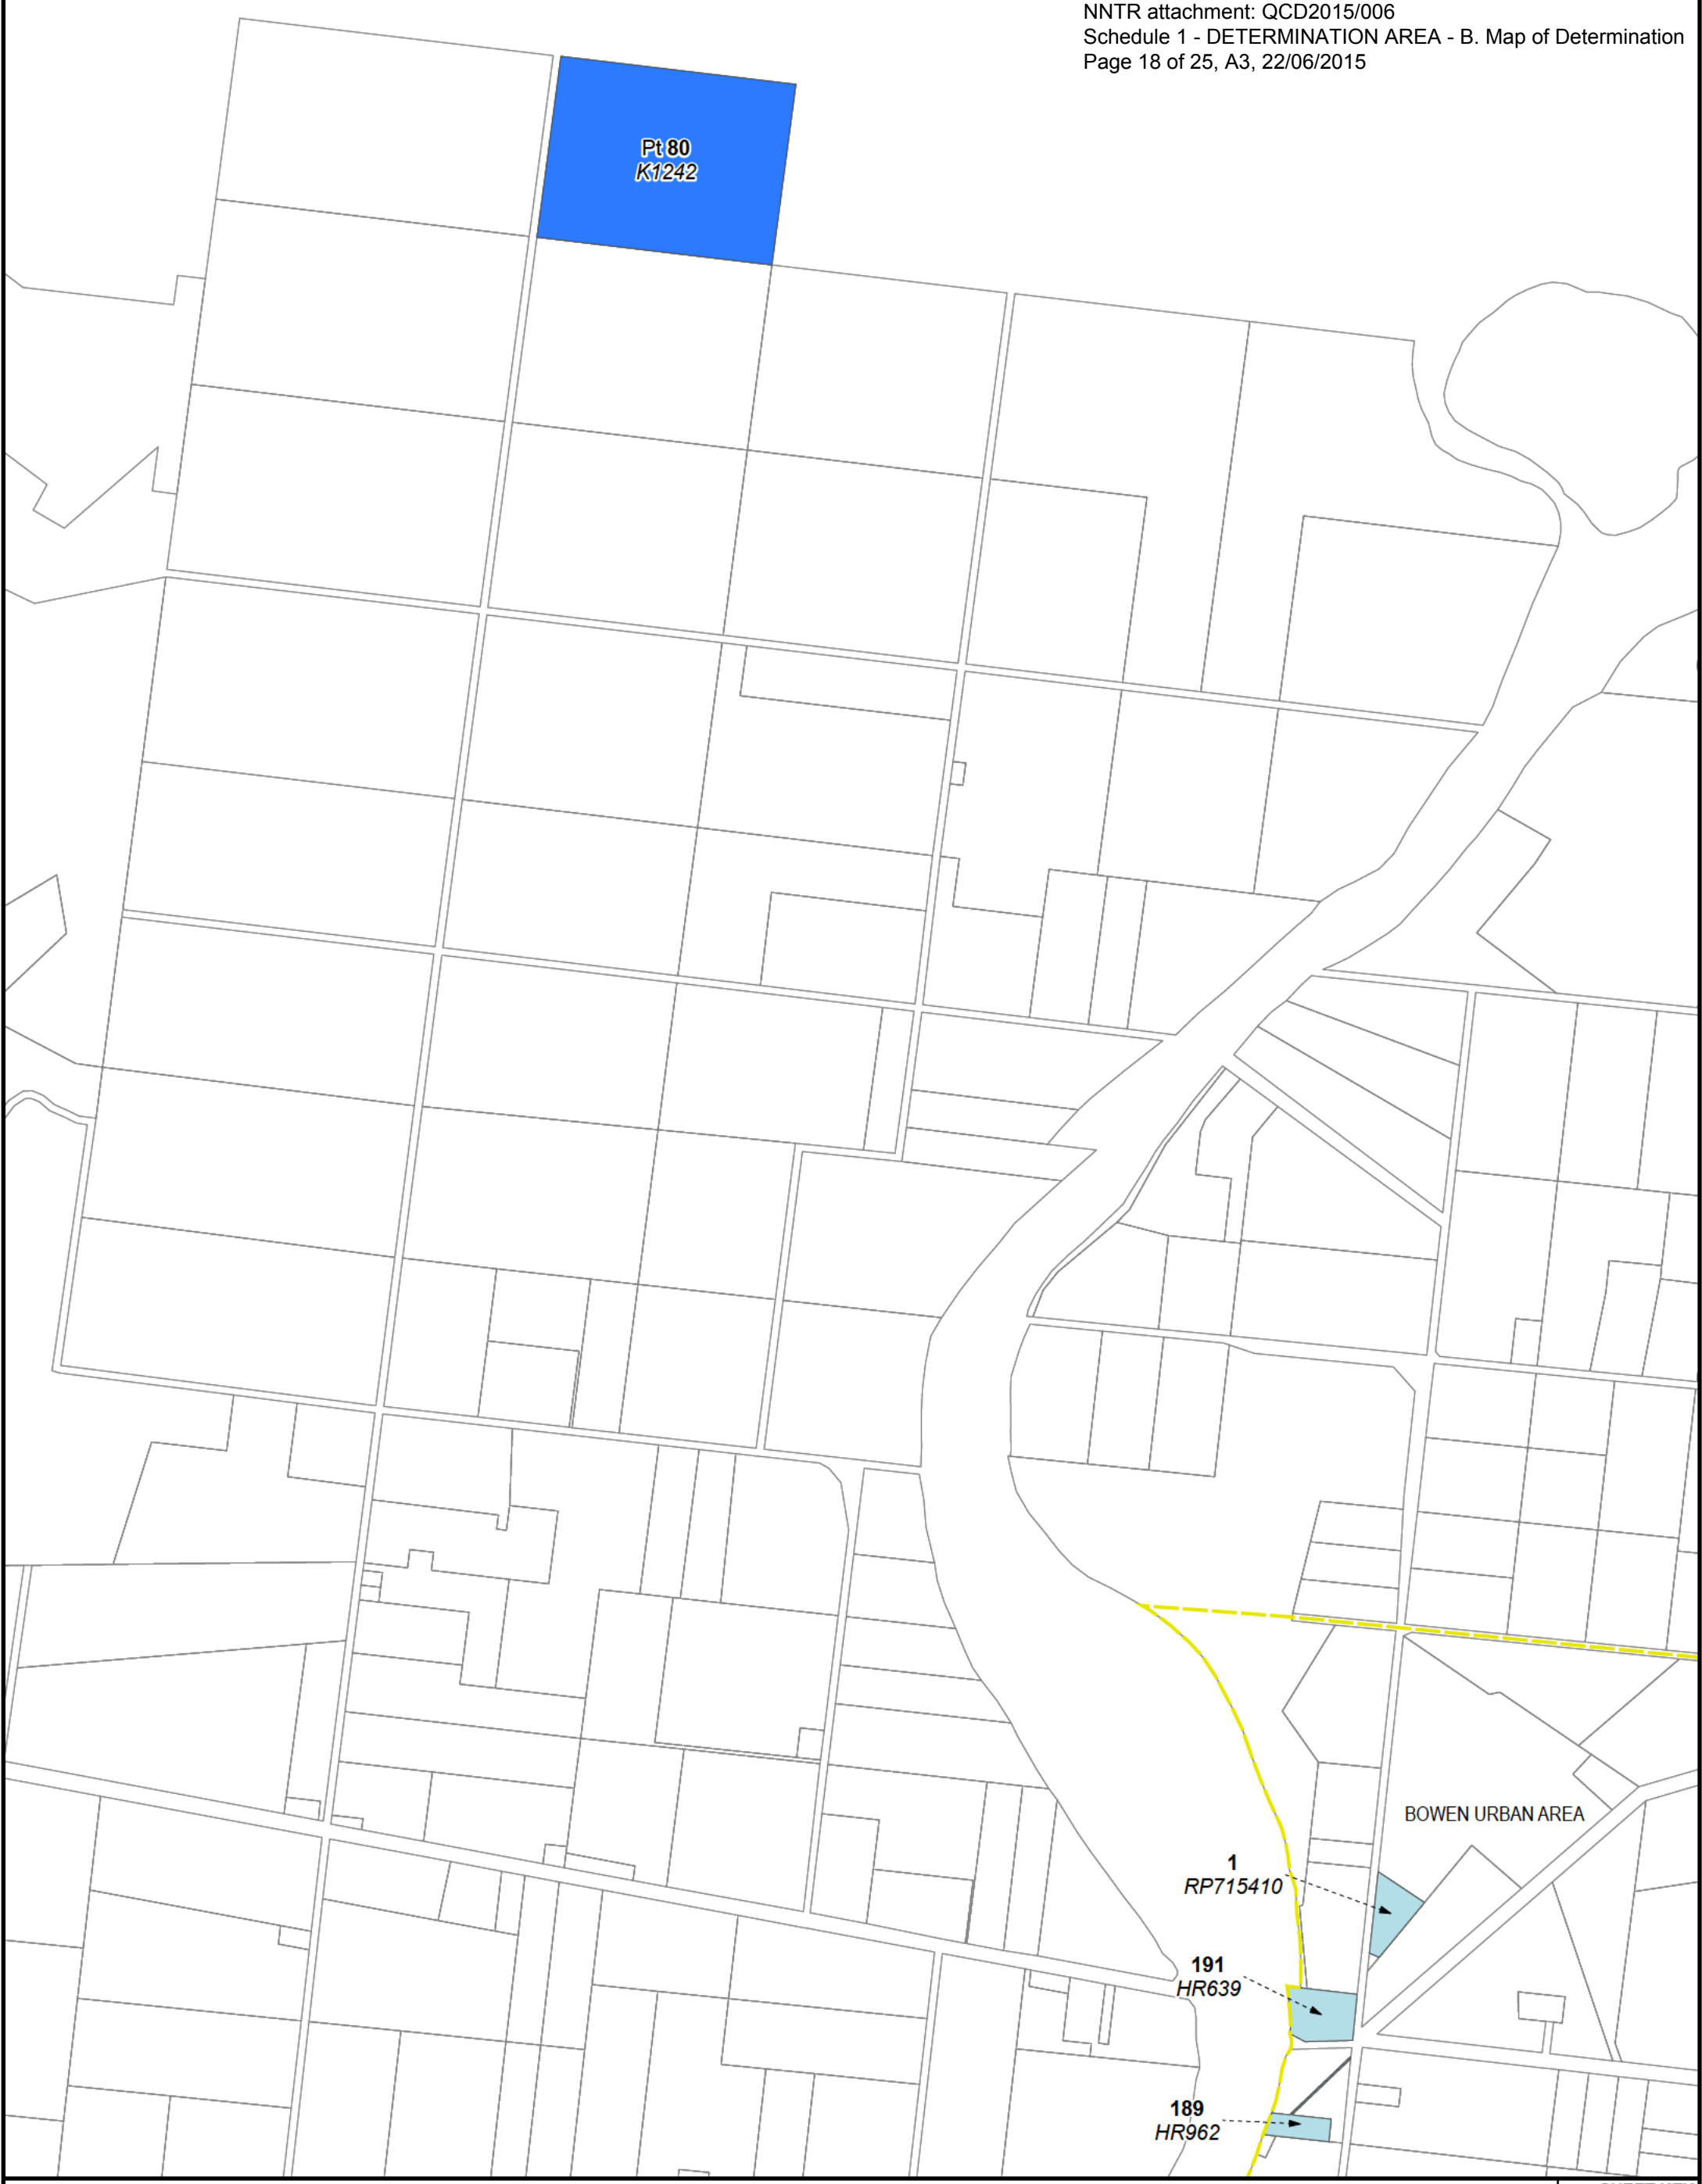 NNTR attachment: QCD2015/006
Schedule 1 - DETERMINATION AREA - B. Map of Determination
Page 18 of 25, A3, 22/06/2015
Pt 80
K1242
BOWEN URBAN AREA
1
RP715410
191
HR639
189
HR962